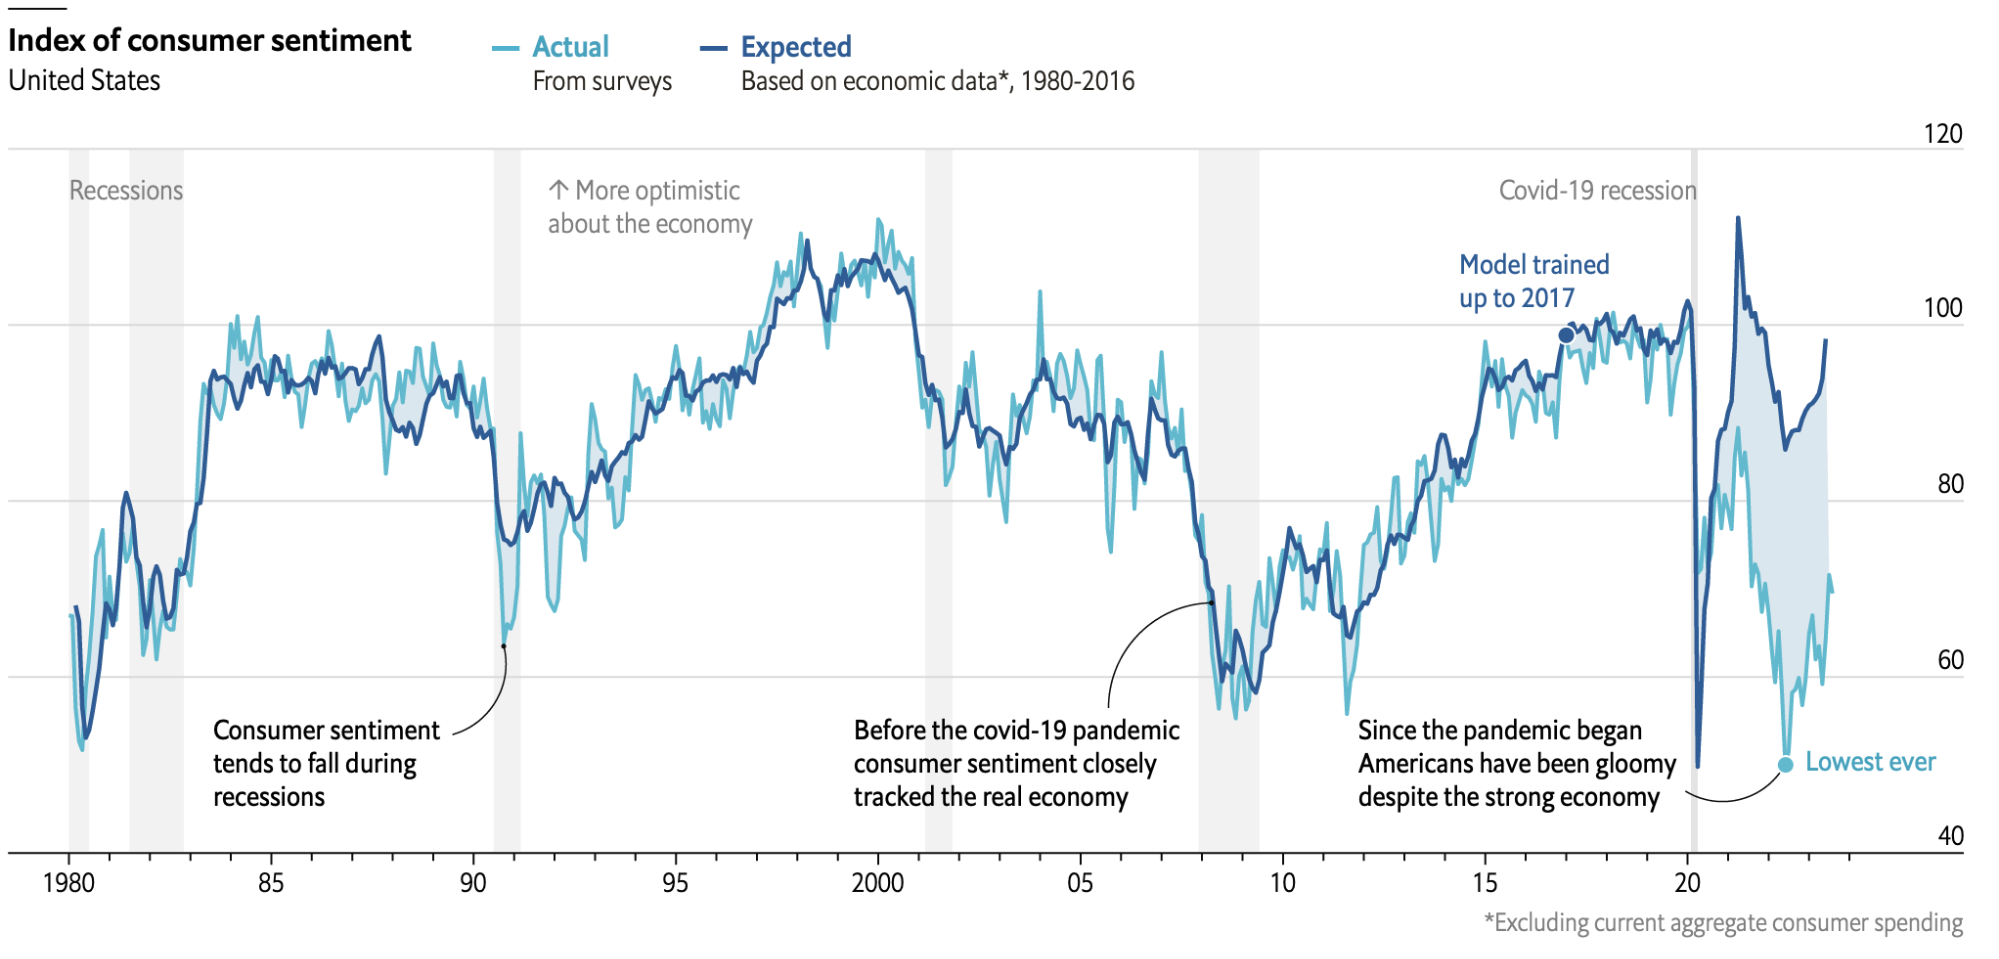 Index of consumer sentiment
United States
Actual
From surveys
Expected
Based on economic data*, 1980-2016
120
Recessions
↑ More optimistic
about the economy
Covid-19 recession
Model trained
up to 2017
100
80
60
Consumer sentiment
tends to fall during
recessions
Before the covid-19 pandemic
consumer sentiment closely
tracked the real economy
Since the pandemic began
Americans have been gloomy
despite the strong economy
Lowest ever
40
1980 85 90 95 2000 05 10 15 20
*Excluding current aggregate consumer spending